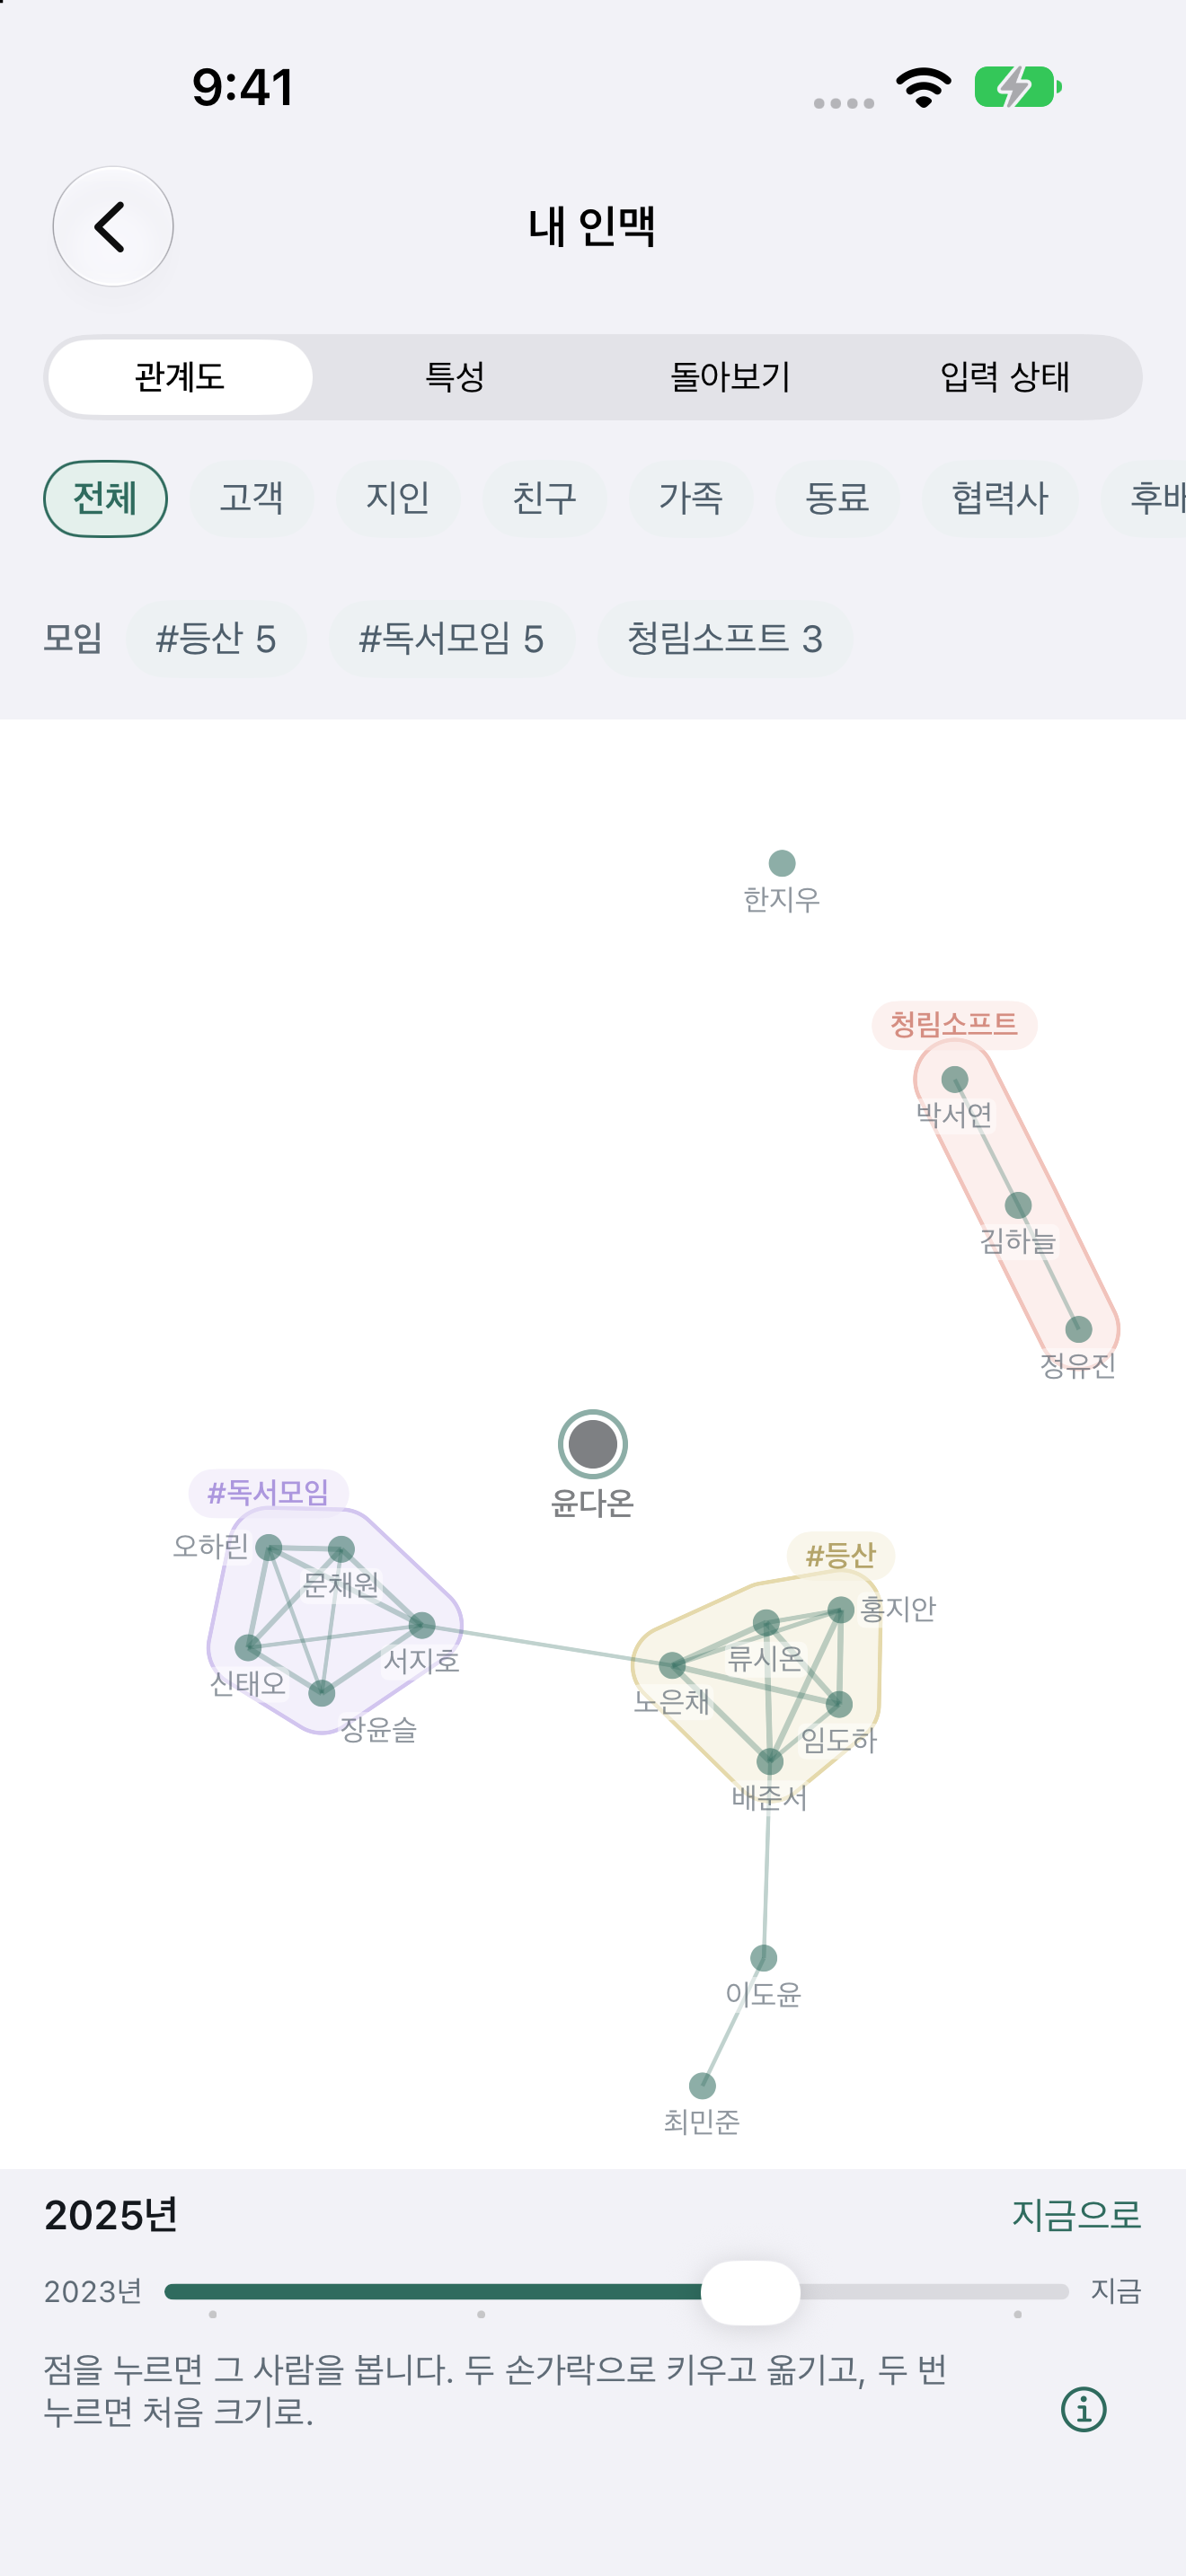 9:41
내 인맥
관계도 특성 돌아보기 입력 상태
전체 고객 지인 친구 가족 동료 협력사 후배
모임 #등산 5 #독서모임 5 청림소프트 3
한지우
청림소프트
박서연
김하늘
정유진
윤다온
#독서모임
오하린
문채원
서지호
신태오
장윤슬
#등산
홍지안
류시온
노은채
임도하
배준서
이도윤
최민준
2025년 지금으로
2023년 지금
점을 누르면 그 사람을 봅니다. 두 손가락으로 키우고 옮기고, 두 번
누르면 처음 크기로.